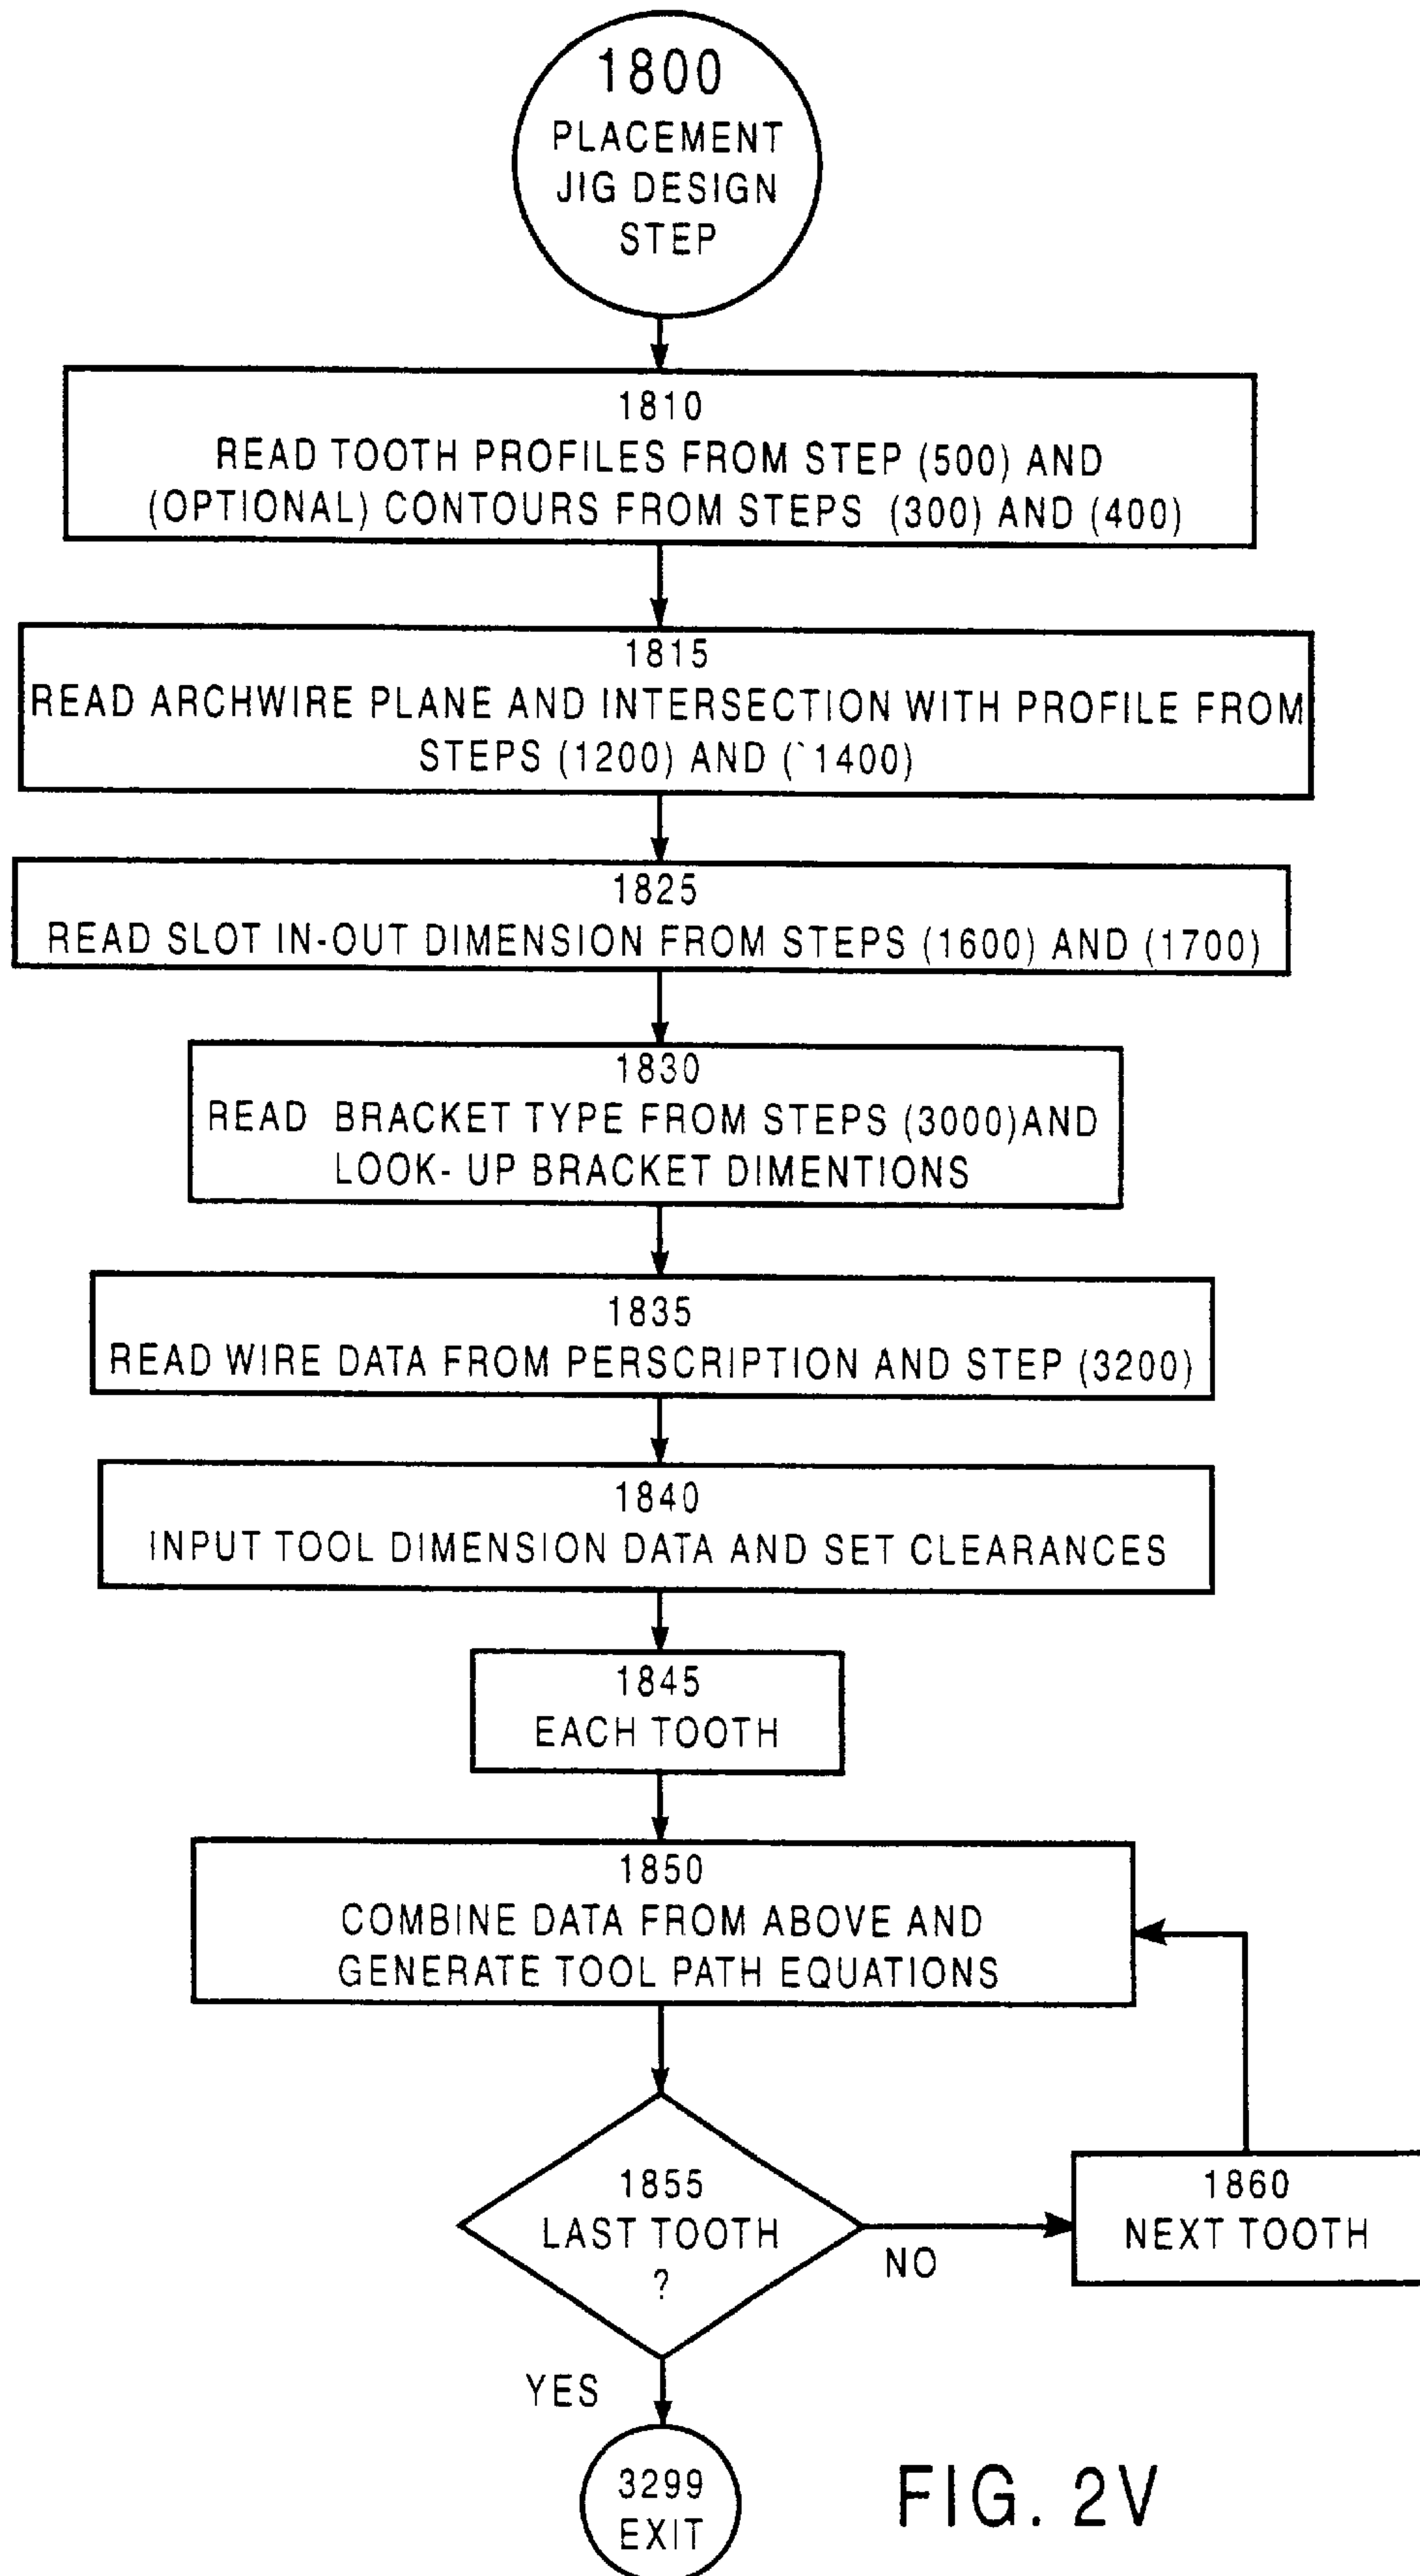 1800
PLACEMENT
JIG DESIGN
STEP
1810
READ TOOTH PROFILES FROM STEP (500) AND
(OPTIONAL) CONTOURS FROM STEPS (300) AND (400)
1815
READ ARCHWIRE PLANE AND INTERSECTION WITH PROFILE FROM
STEPS (1200) AND (`1400)
1825
READ SLOT IN-OUT DIMENSION FROM STEPS (1600) AND (1700)
1830
READ BRACKET TYPE FROM STEPS (3000)AND
LOOK- UP BRACKET DIMENTIONS
1835
READ WIRE DATA FROM PERSCRIPTION AND STEP (3200)
1840
INPUT TOOL DIMENSION DATA AND SET CLEARANCES
1845
EACH TOOTH
1850
COMBINE DATA FROM ABOVE AND
GENERATE TOOL PATH EQUATIONS
1855
LAST TOOTH
?
NO
1860
NEXT TOOTH
YES
3299
EXIT
FIG. 2V